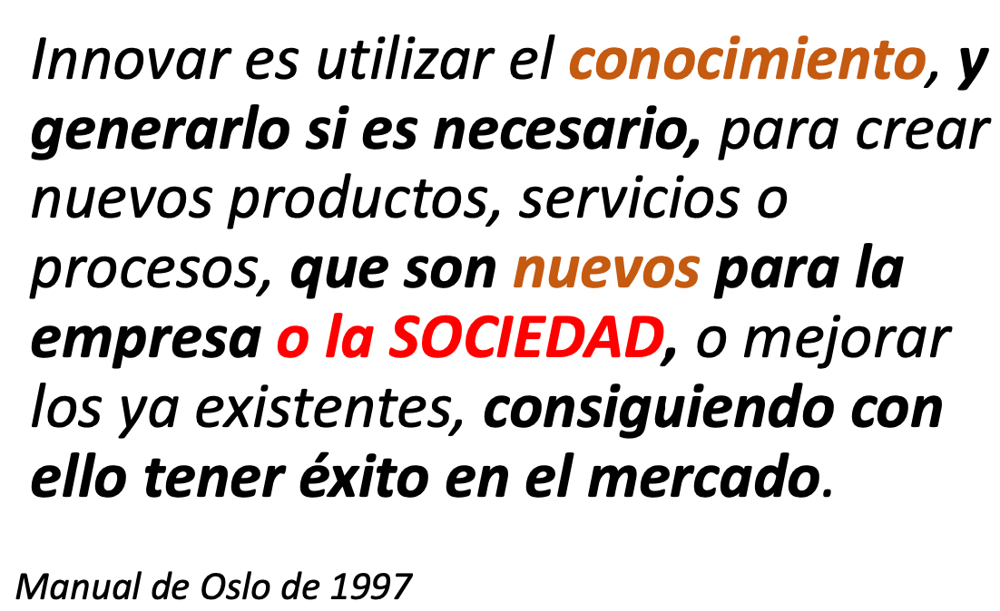 Innovar es utilizar el conocimiento, y
generarlo si es necesario, para crear
nuevos productos, servicios o
procesos, que son nuevos para la
empresa o la SOCIEDAD, o mejorar
los ya existentes, consiguiendo con
ello tener éxito en el mercado.
Manual de Oslo de 1997